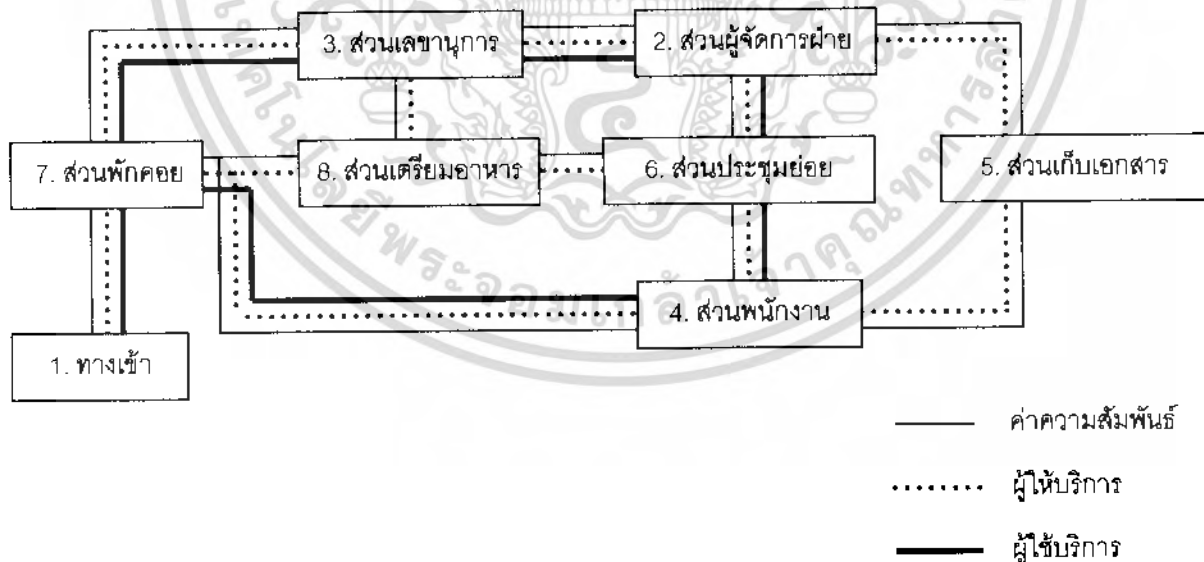 3. ส่วนเลขานุการ
2. ส่วนผู้จัดการฝ่าย
7. ส่วนพักคอย
8. ส่วนเตรียมอาหาร
6. ส่วนประชุมย่อย
5. ส่วนเก็บเอกสาร
4. ส่วนพนักงาน
1. ทางเข้า
ค่าความสัมพันธ์
ผู้ให้บริการ
ผู้ใช้บริการ